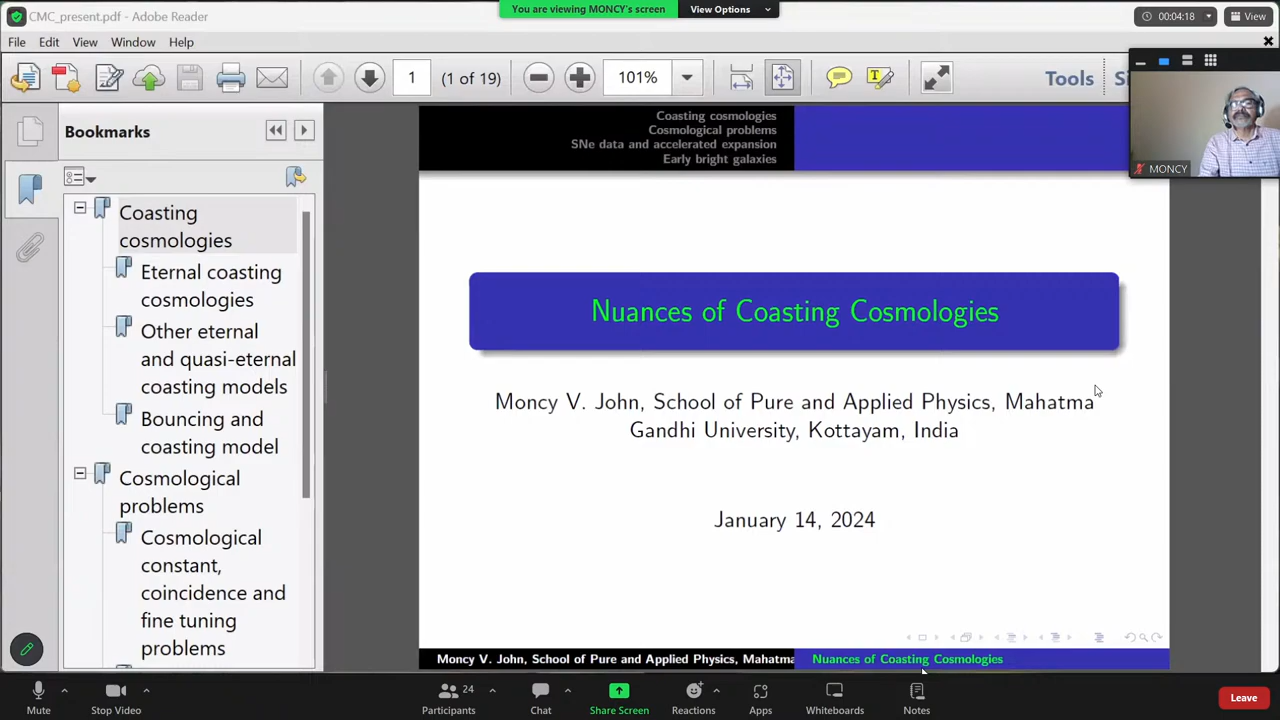 CMC_present.pdf - Adobe Reader
You are viewing MONCY's screen
View Options
00:04:18
View
File Edit View Window Help
1 (1 of 19)
101%
Tools
MONCY
Bookmarks
Coasting
cosmologies
Eternal coasting
cosmologies
Other eternal
and quasi-eternal
coasting models
Bouncing and
coasting model
Cosmological
problems
Cosmological
constant,
coincidence and
fine tuning
problems
Coasting cosmologies
Cosmological problems
SNe data and accelerated expansion
Early bright galaxies
Nuances of Coasting Cosmologies
Moncy V. John, School of Pure and Applied Physics, Mahatma
Gandhi University, Kottayam, India
January 14, 2024
Moncy V. John, School of Pure and Applied Physics, Mahatma
Nuances of Coasting Cosmologies
Mute
Stop Video
24
Participants
Chat
Share Screen
Reactions
Apps
Whiteboards
Notes
Leave